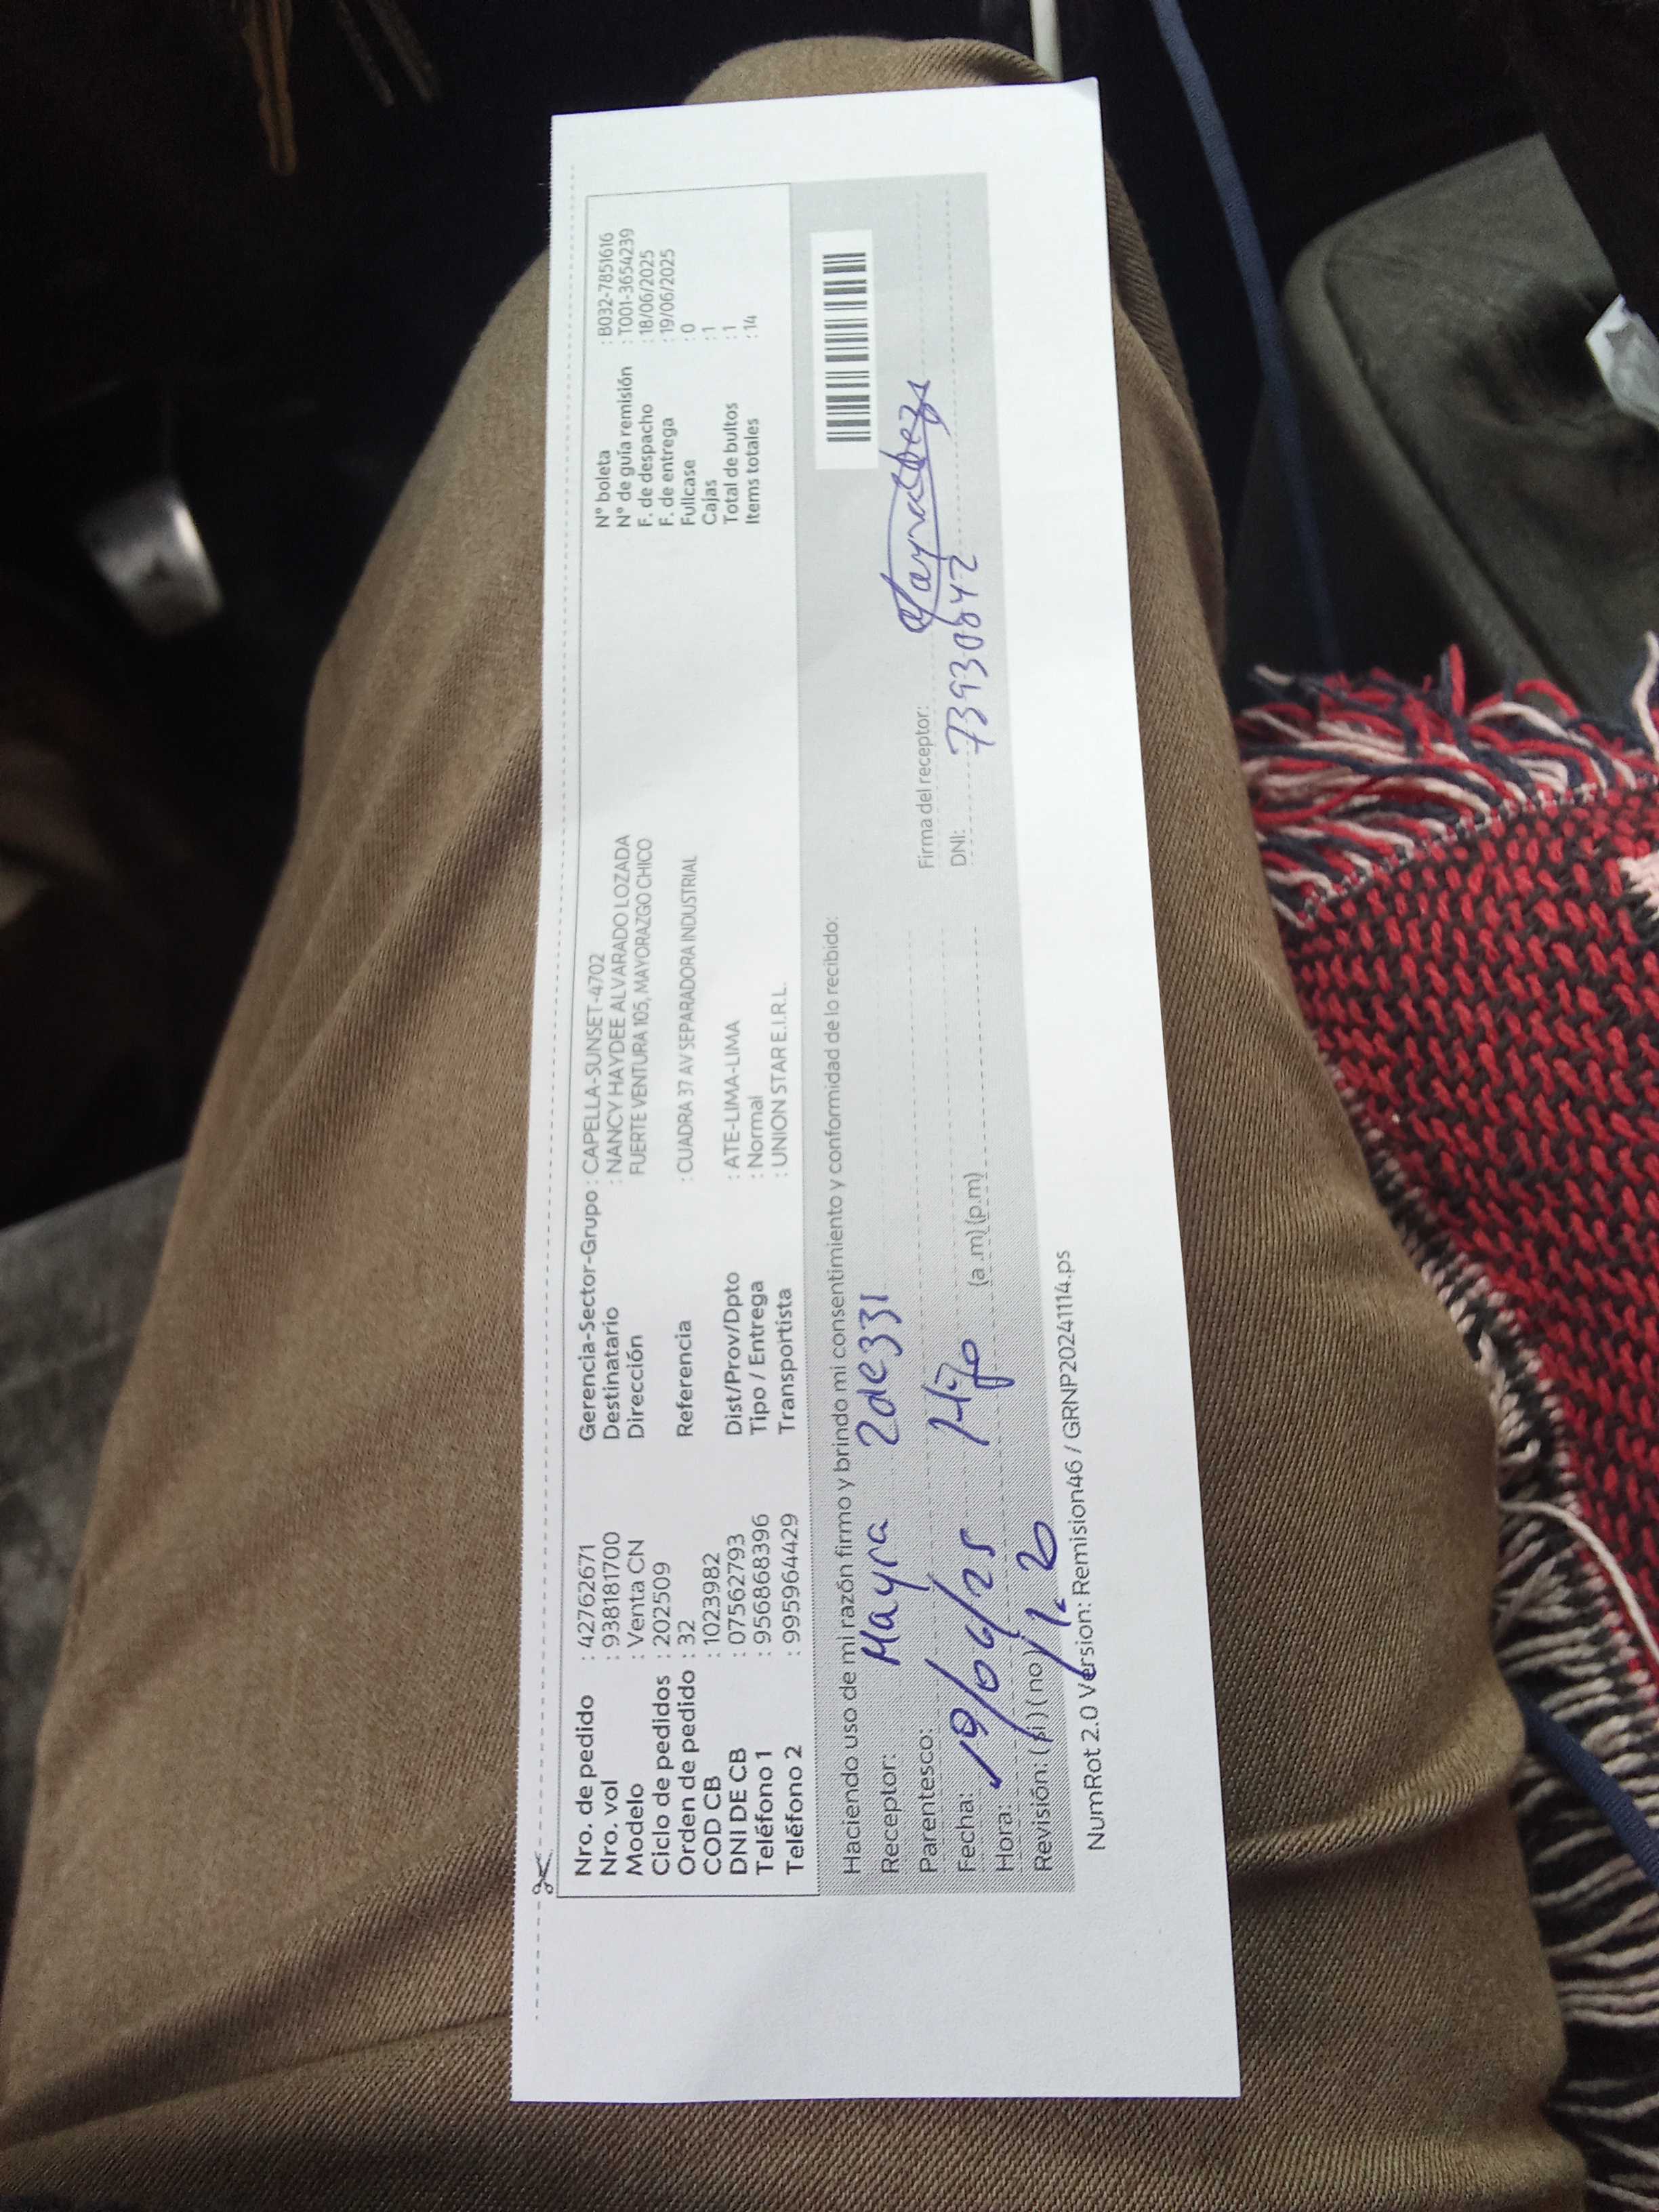 Nro. de pedido : 42762671
Nro. vol : 938181700
Modelo : Venta CN
Ciclo de pedidos : 202509
Orden de pedido : 32
COD CB : 1023982
DNI DE CB : 07562793
Teléfono 1 : 956868396
Teléfono 2 : 995964429
Gerencia-Sector-Grupo : CAPELLA-SUNSET-4702
Destinatario : NANCY HAYDEE ALVARADO LOZADA
Dirección FUERTE VENTURA 105, MAYORAZGO CHICO
Referencia : CUADRA 37 AV SEPARADORA INDUSTRIAL
Dist/Prov/Dpto : ATE-LIMA-LIMA
Tipo / Entrega : Normal
Transportista : UNION STAR E.I.R.L.
N° boleta : B032-7851616
N° de guía remisión : T001-3654239
F. de despacho : 18/06/2025
F. de entrega : 19/06/2025
Fullcase : 0
Cajas : 1
Total de bultos : 1
Items totales : 14
Haciendo uso de mi razón firmo y brindo mi consentimiento y conformidad de lo recibido:
Receptor: Mayra
Parentesco:
Fecha: 19/06/25
Hora: (a .m) (p.m)
Revisión: (si) (no)
Firma del receptor:
DNI: 73930842
NumRot 2.0 Version: Remision46 / GRNP20241114.ps